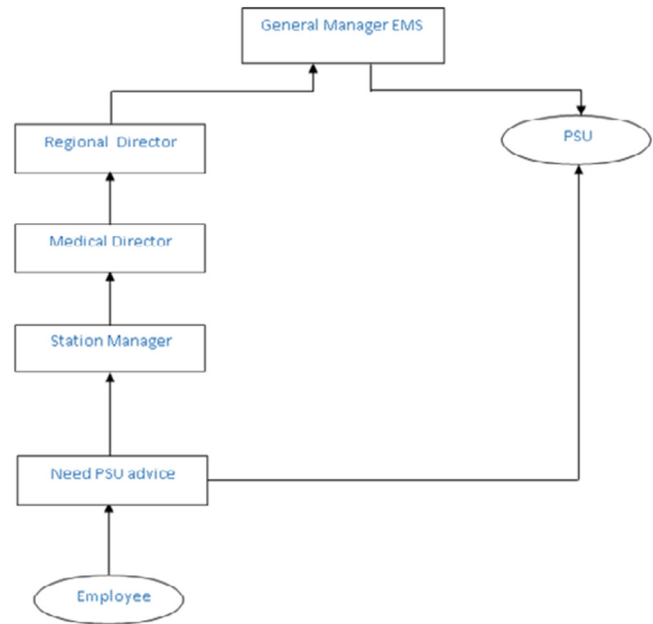 General Manager EMS
Regional Director
PSU
Medical Director
Station Manager
Need PSU advice
Employee